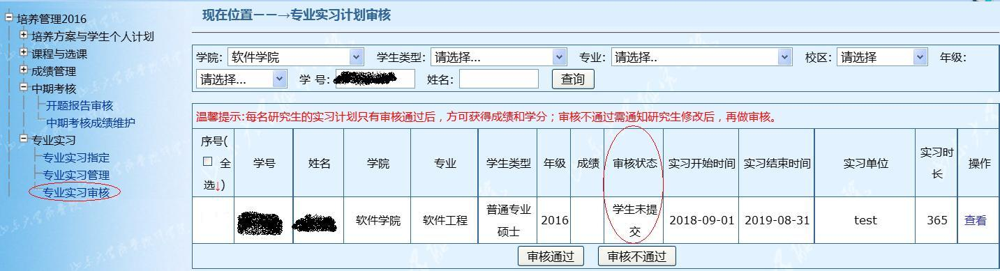 现在位置——→专业实习计划审核
培养管理2016
培养方案与学生个人计划
课程与选课
成绩管理
中期考核
开题报告审核
中期考核成绩维护
专业实习
专业实习指定
专业实习管理
专业实习审核
学院: 软件学院 学生类型: 请选择... 专业: 请选择.. 校区: 请选择 年级:
请选择... 学 号: 姓名: 查询
温馨提示:每名研究生的实习计划只有审核通过后，方可获得成绩和学分；审核不通过需通知研究生修改后，再做审核。
序号( 全选↓) 学号 姓名 学院 专业 学生类型 年级 成绩 审核状态 实习开始时间 实习结束时间 实习单位 实习时长 操作
软件学院 软件工程 普通专业硕士 2016 学生未提交 2018-09-01 2019-08-31 test 365 查看
审核通过 审核不通过